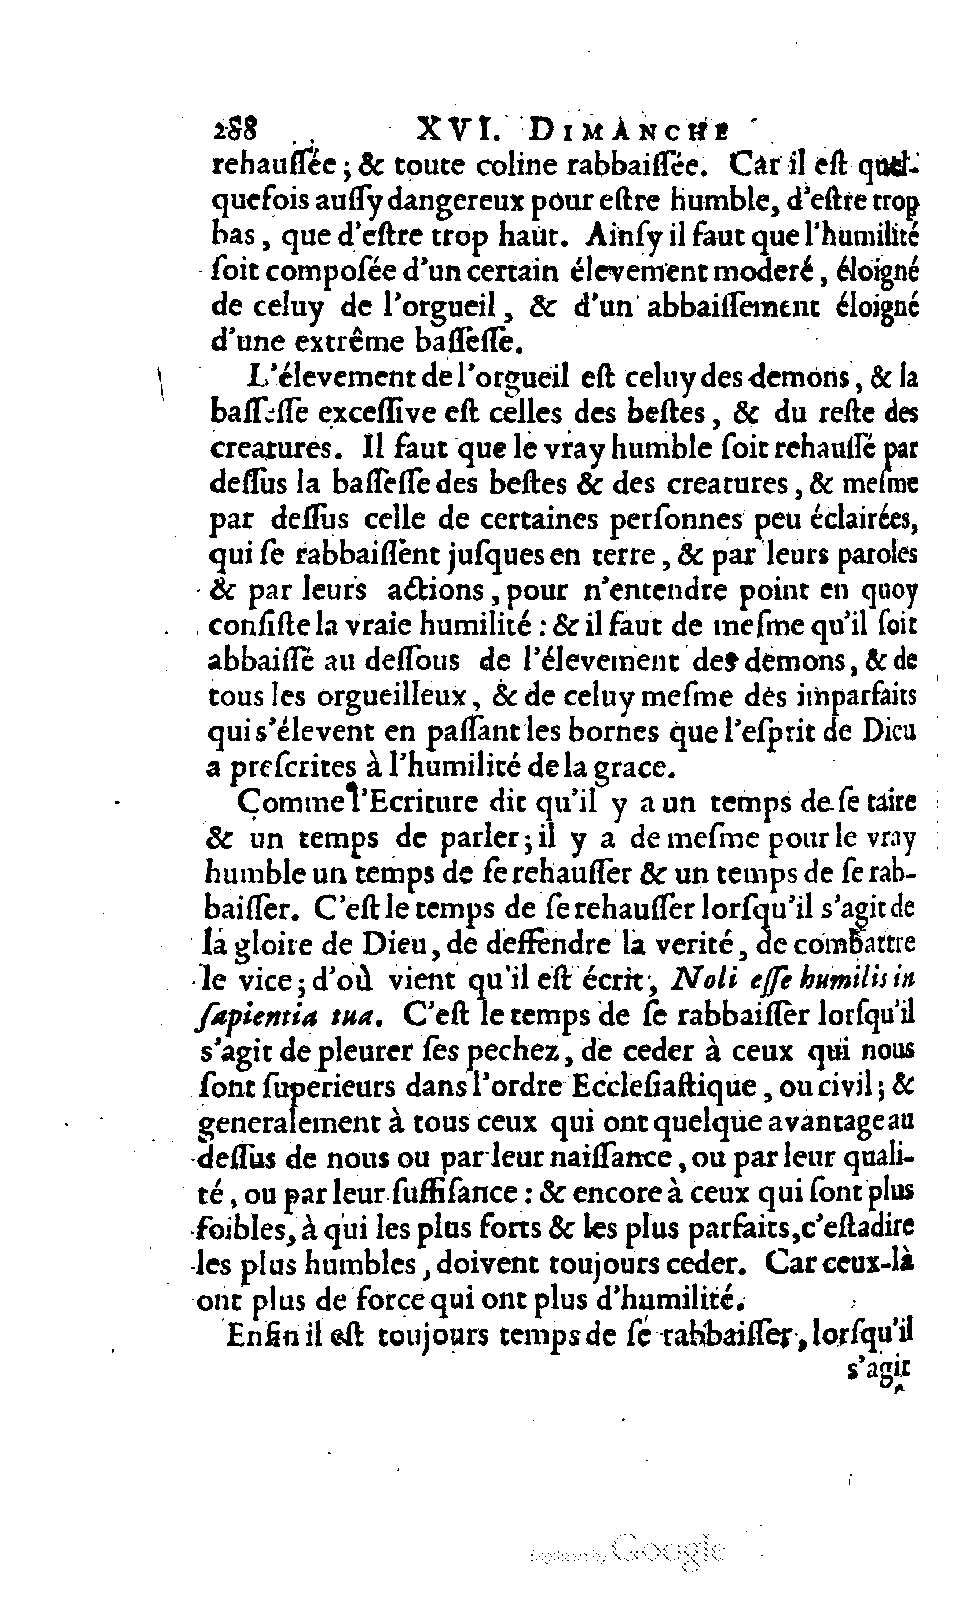 288 XVI. DIMANCHE
rehauſſée; & toute coline rabbaiſſée. Car il eſt quel-
quefois auſſy dangereux pour eſtre humble, d'eſtre trop
bas, que d'eſtre trop haut. Ainſy il faut que l'humilité
ſoit compoſée d'un certain élevement moderé, éloigné
de celuy de l'orgueil, & d'un abbaiſſement éloigné
d'une extrême baſſeſſe.
L'élevement de l'orgueil eſt celuy des demons, & la
baſſeſſe exceſſive eſt celles des beſtes, & du reſte des
creatures. Il faut que le vray humble ſoit rehauſſé par
deſſus la baſſeſſe des beſtes & des creatures, & meſme
par deſſus celle de certaines perſonnes peu éclairées,
qui ſe rabbaiſſent juſques en terre, & par leurs paroles
& par leurs actions, pour n'entendre point en quoy
conſiſte la vraie humilité: & il faut de meſme qu'il ſoit
abbaiſſé au deſſous de l'élevement des demons, & de
tous les orgueilleux, & de celuy meſme des imparfaits
qui s'élevent en paſſant les bornes que l'eſprit de Dieu
a preſcrites à l'humilité de la grace.
Comme l'Ecriture dit qu'il y a un temps de ſe taire
& un temps de parler; il y a de meſme pour le vray
humble un temps de ſe rehauſſer & un temps de ſe rab-
baiſſer. C'eſt le temps de ſe rehauſſer lorſqu'il s'agit de
la gloire de Dieu, de deffendre la verité, de combattre
le vice; d'où vient qu'il eſt écrit, Noli eſſe humilis in
ſapientia tua. C'eſt le temps de ſe rabbaiſſer lorſqu'il
s'agit de pleurer ſes pechez, de ceder à ceux qui nous
ſont ſuperieurs dans l'ordre Eccleſiaſtique, ou civil; &
generalement à tous ceux qui ont quelque avantage au
deſſus de nous ou par leur naiſſance, ou par leur quali-
té, ou par leur ſuffiſance: & encore à ceux qui ſont plus
foibles, à qui les plus forts & les plus parfaits, c'eſtadire
les plus humbles, doivent toujours ceder. Car ceux-là
ont plus de force qui ont plus d'humilité.
Enfin il eſt toujours temps de ſe rabbaiſſer, lorſqu'il
s'agit
Digitized by Google